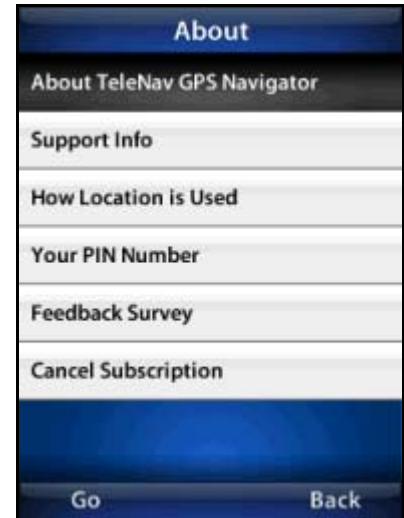 About
About TeleNav GPS Navigator
Support Info
How Location is Used
Your PIN Number
Feedback Survey
Cancel Subscription
Go Back